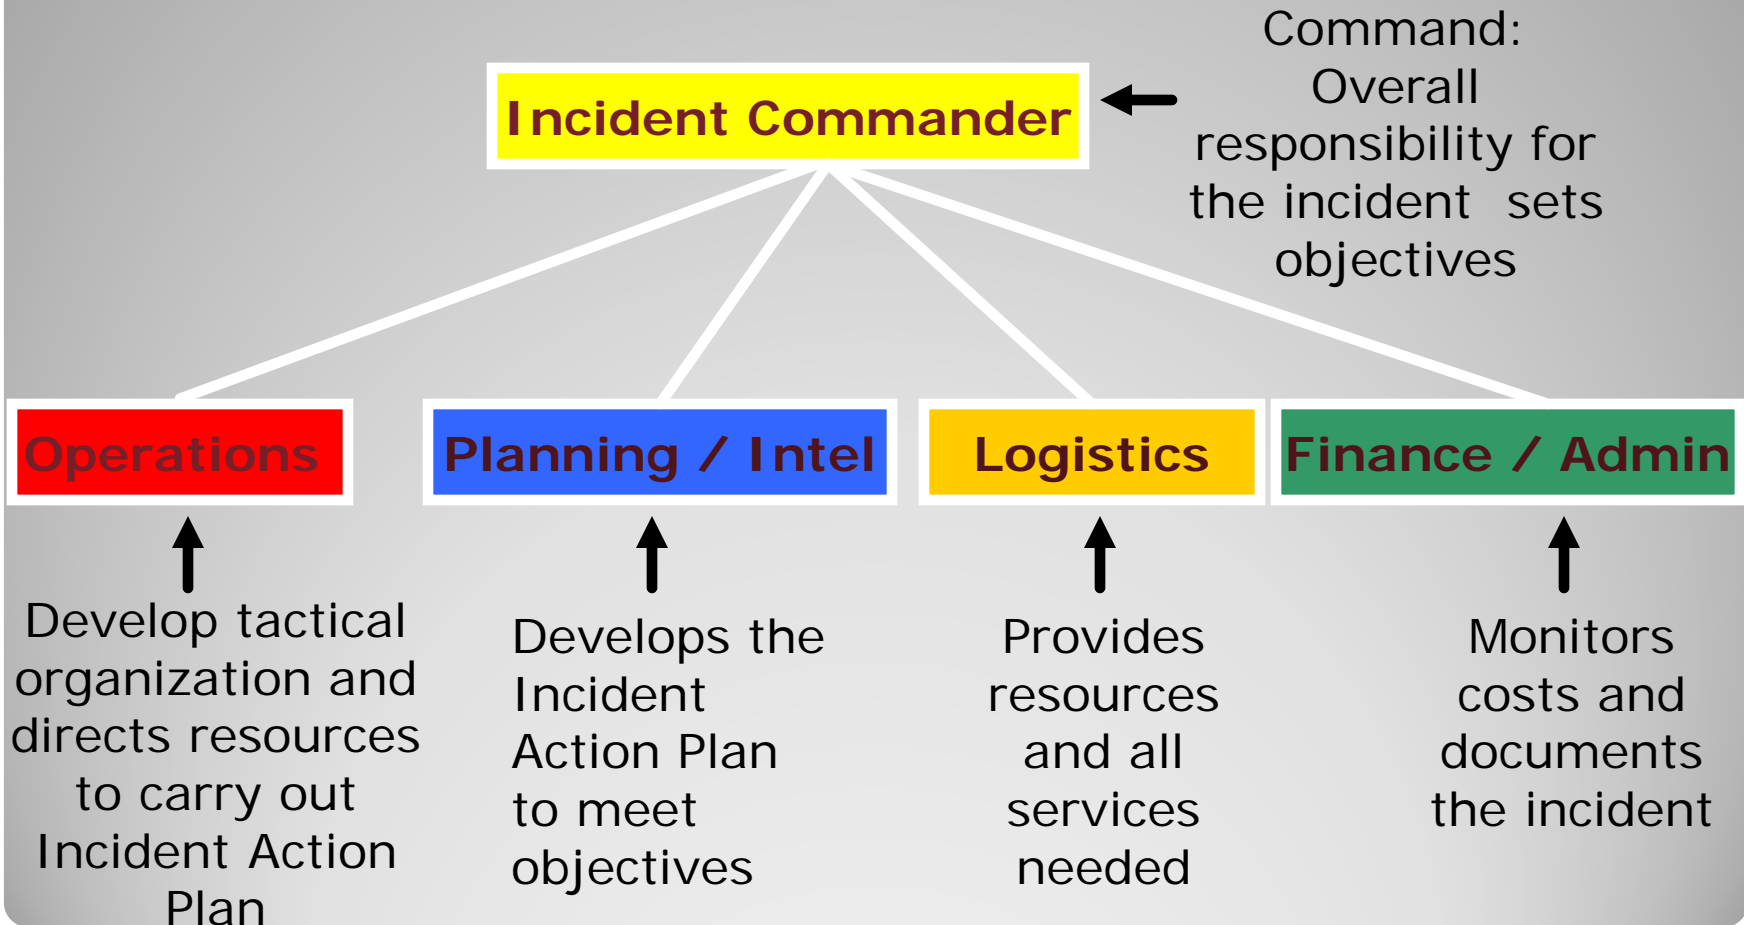 Command:
Overall
responsibility for
the incident  sets
objectives
Incident Commander
Operations
Planning / Intel
Logistics
Finance / Admin
Develop tactical
organization and
directs resources
to carry out
Incident Action
Plan
Develops the
Incident
Action Plan
to meet
objectives
Provides
resources
and all
services
needed
Monitors
costs and
documents
the incident